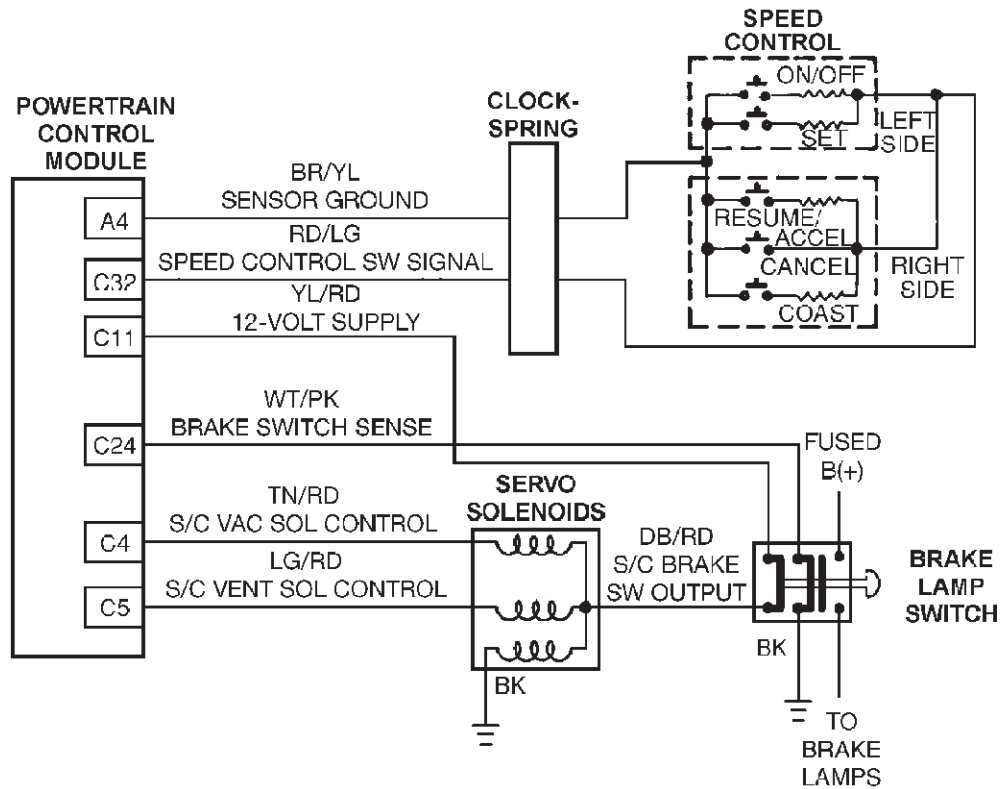 SPEED
CONTROL
ON/OFF
SET
LEFT
SIDE
RESUME/
ACCEL
CANCEL
COAST
RIGHT
SIDE
CLOCK-
SPRING
POWERTRAIN
CONTROL
MODULE
A4
BR/YL
SENSOR GROUND
C32
RD/LG
SPEED CONTROL SW SIGNAL
C11
YL/RD
12-VOLT SUPPLY
C24
WT/PK
BRAKE SWITCH SENSE
C4
TN/RD
S/C VAC SOL CONTROL
C5
LG/RD
S/C VENT SOL CONTROL
SERVO
SOLENOIDS
BK
DB/RD
S/C BRAKE
SW OUTPUT
FUSED
B(+)
BRAKE
LAMP
SWITCH
BK
TO
BRAKE
LAMPS